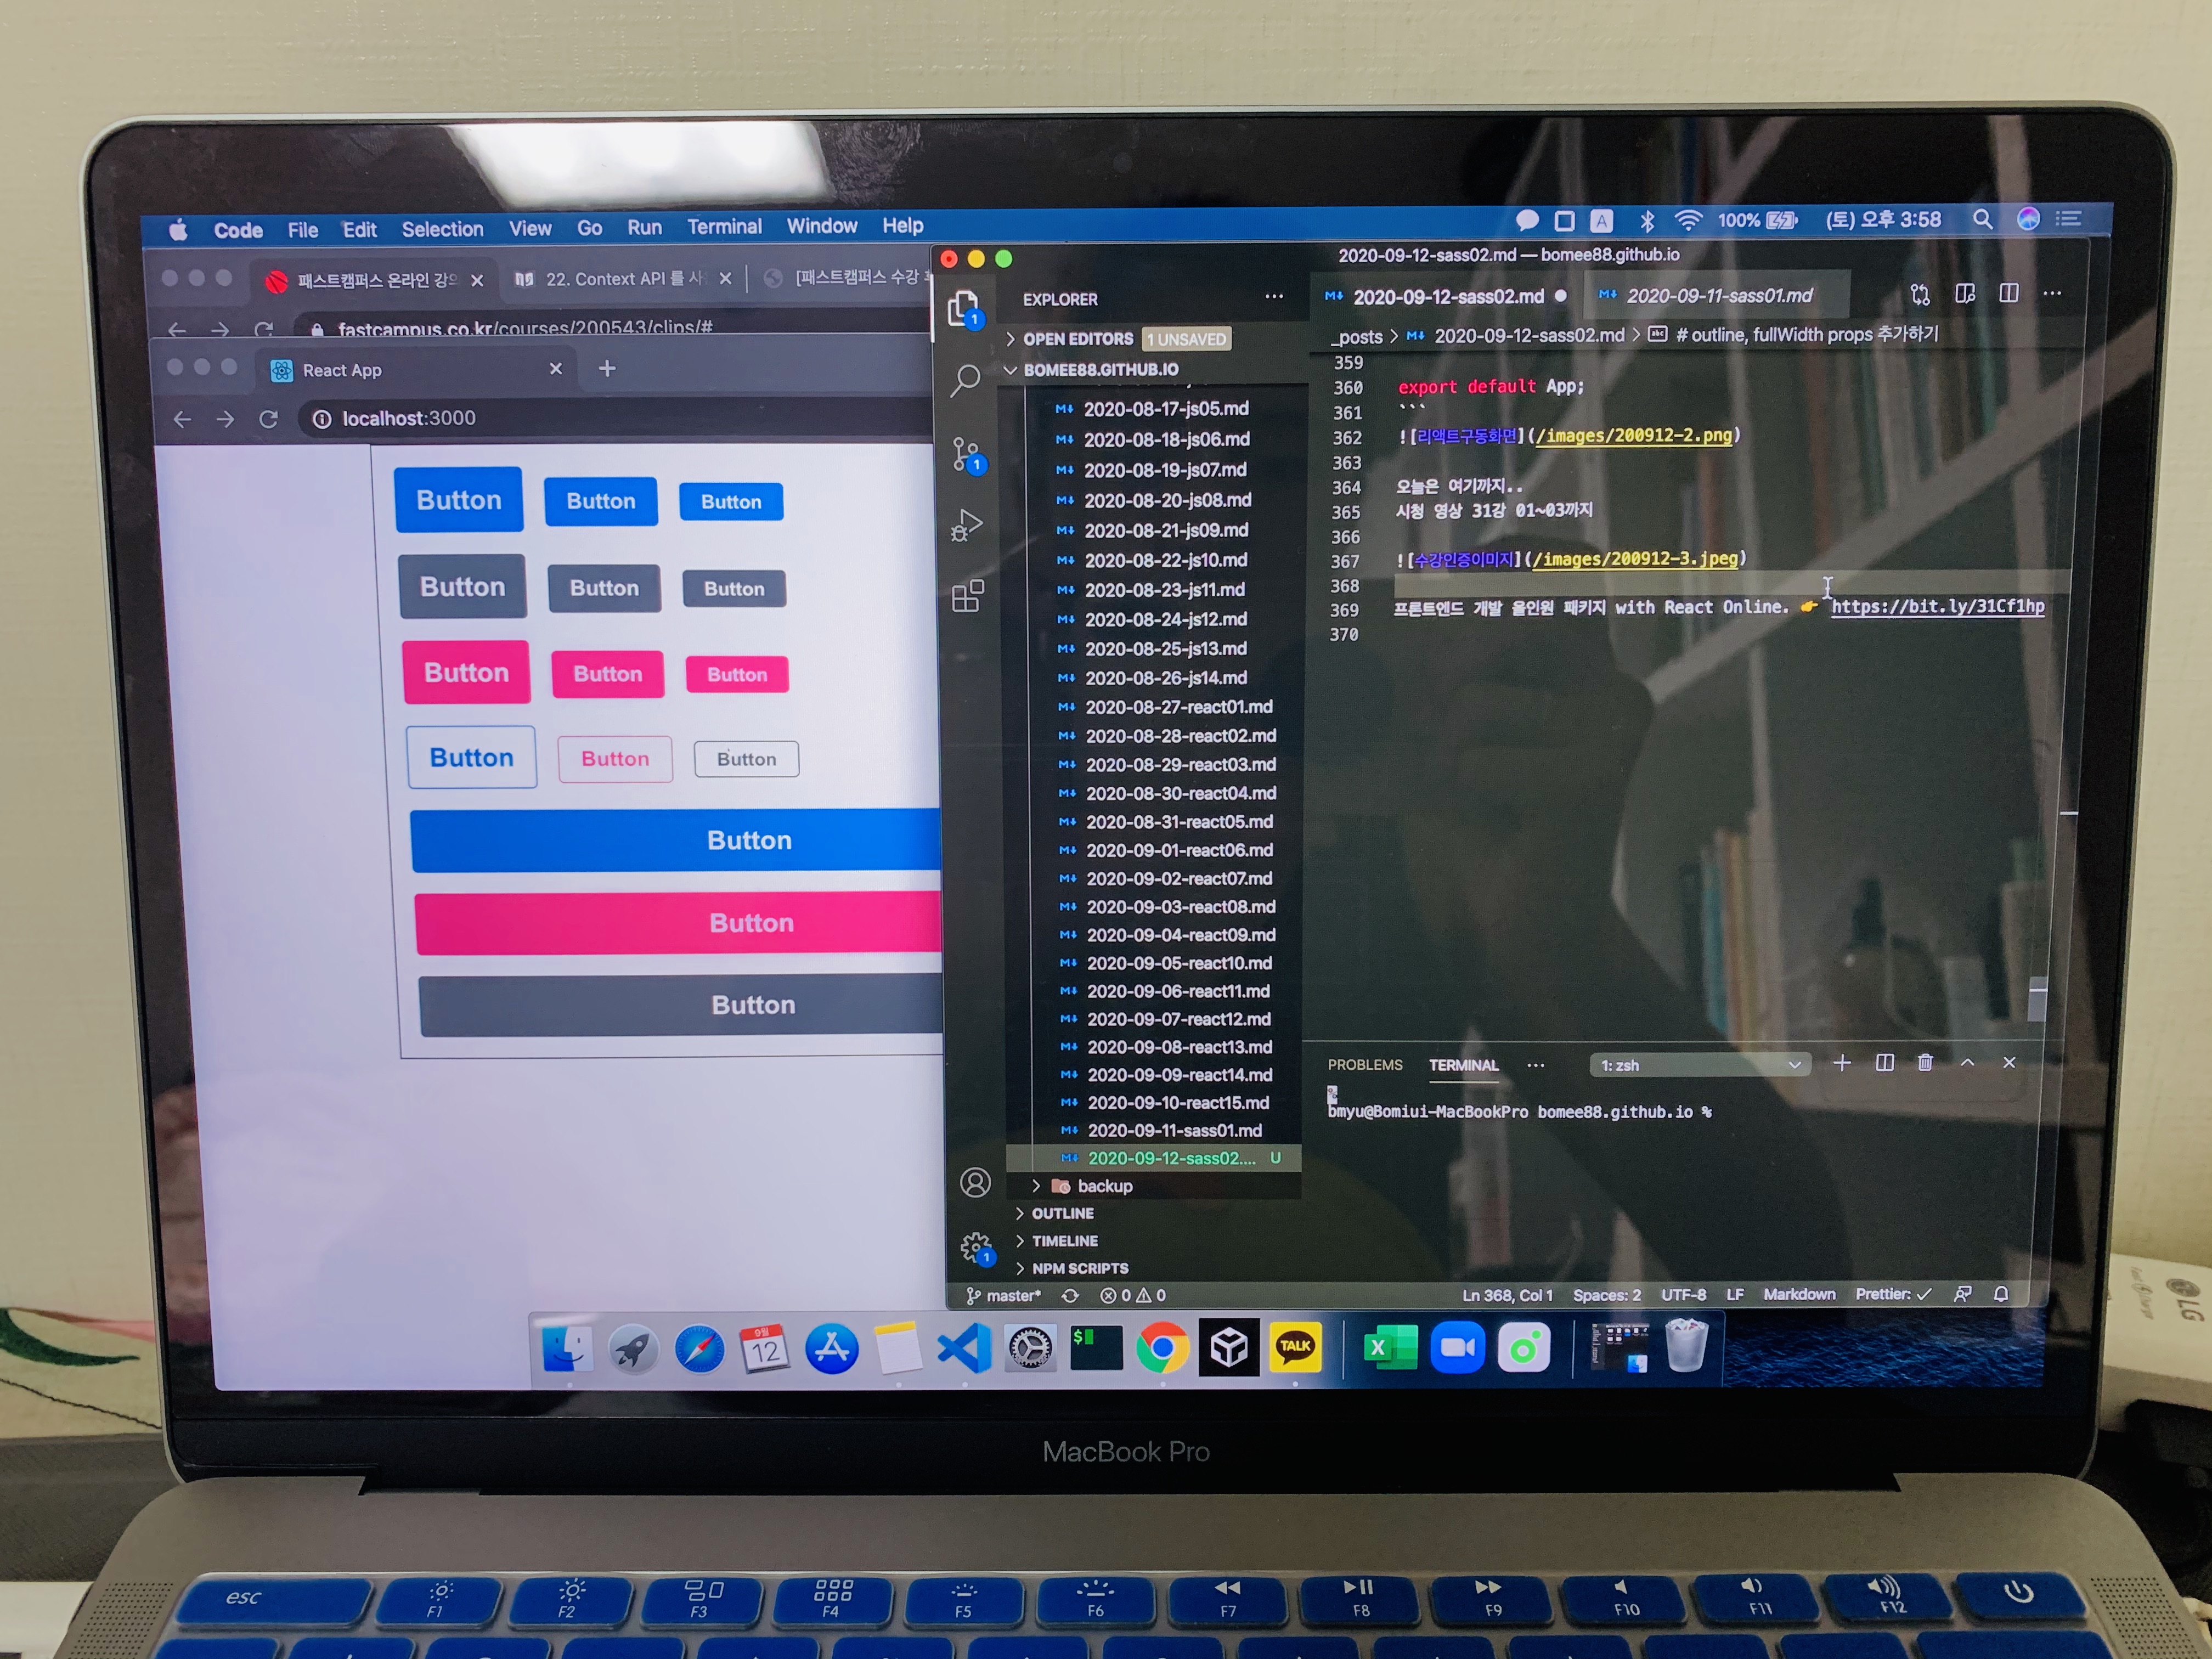 Code File Edit Selection View Go Run Terminal Window Help
A 100% (토) 오후 3:58
패스트캠퍼스 온라인 강의
22. Context API 를 사
[패스트캠퍼스 수강
fastcampus.co.kr/courses/200543/clips/#
React App
localhost:3000
Button Button Button
Button Button Button
Button Button Button
Button Button Button
Button
Button
Button
2020-09-12-sass02.md — bomee88.github.io
EXPLORER
OPEN EDITORS 1 UNSAVED
BOMEE88.GITHUB.IO
2020-08-17-js05.md
2020-08-18-js06.md
2020-08-19-js07.md
2020-08-20-js08.md
2020-08-21-js09.md
2020-08-22-js10.md
2020-08-23-js11.md
2020-08-24-js12.md
2020-08-25-js13.md
2020-08-26-js14.md
2020-08-27-react01.md
2020-08-28-react02.md
2020-08-29-react03.md
2020-08-30-react04.md
2020-08-31-react05.md
2020-09-01-react06.md
2020-09-02-react07.md
2020-09-03-react08.md
2020-09-04-react09.md
2020-09-05-react10.md
2020-09-06-react11.md
2020-09-07-react12.md
2020-09-08-react13.md
2020-09-09-react14.md
2020-09-10-react15.md
2020-09-11-sass01.md
2020-09-12-sass02.... U
backup
OUTLINE
TIMELINE
NPM SCRIPTS
2020-09-12-sass02.md 2020-09-11-sass01.md
_posts > 2020-09-12-sass02.md > # outline, fullWidth props 추가하기
359
360 export default App;
361 ```
362 ![리액트구동화면](/images/200912-2.png)
363
364 오늘은 여기까지..
365 시청 영상 31강 01~03까지
366
367 ![수강인증이미지](/images/200912-3.jpeg)
368
369 프론트엔드 개발 올인원 패키지 with React Online. 👉 https://bit.ly/31Cf1hp
370
PROBLEMS TERMINAL ... 1: zsh
%
bmyu@Bomiui-MacBookPro bomee88.github.io %
master* 0 0 Ln 368, Col 1 Spaces: 2 UTF-8 LF Markdown Prettier: ✓
9월
12
$
TALK
X
MacBook Pro
LG
esc F1 F2 F3 F4 F5 F6 F7 F8 F9 F10 F11 F12